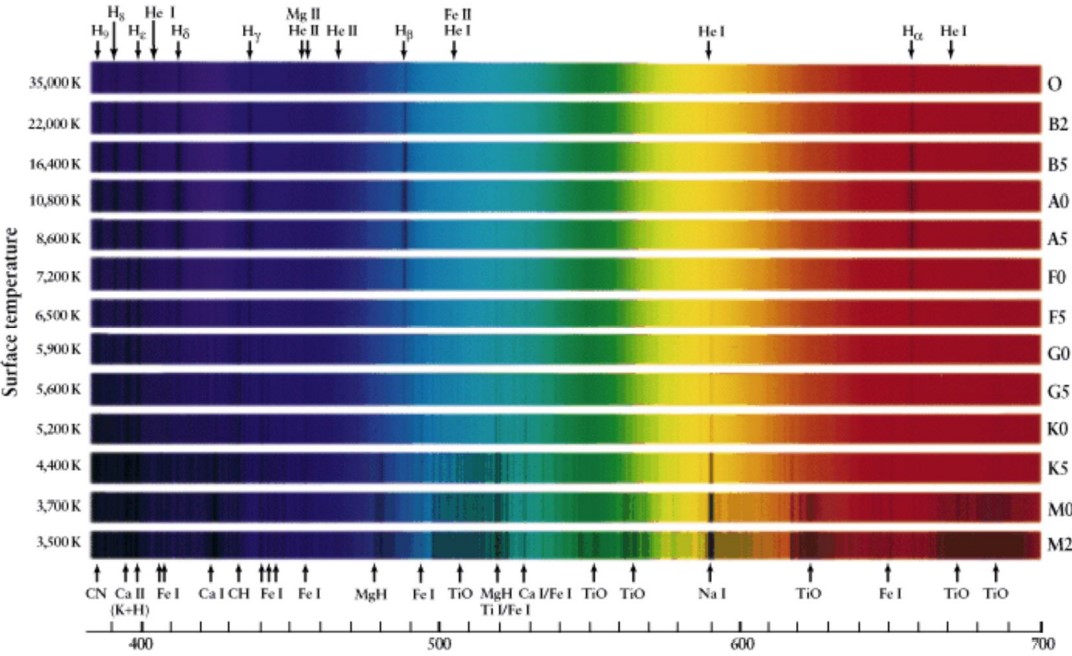 H₈ He I Mg II Fe II
H₉ Hε Hδ Hγ He II He II Hβ He I He I Hα He I
35,000 K O
22,000 K B2
16,400 K B5
10,800 K A0
8,600 K A5
7,200 K F0
6,500 K F5
5,900 K G0
5,600 K G5
5,200 K K0
4,400 K K5
3,700 K M0
3,500 K M2
Surface temperature
CN Ca II Fe I Ca I CH Fe I Fe I MgH Fe I TiO MgH Ca I/Fe I TiO TiO Na I TiO Fe I TiO TiO
(K+H) Ti I/Fe I
400 500 600 700